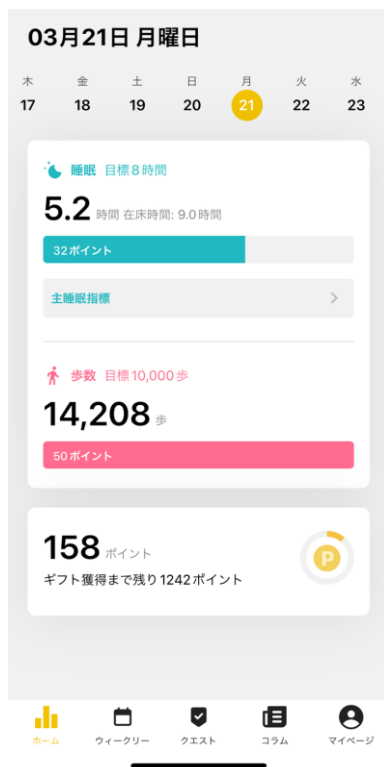 03月21日 月曜日
木 金 土 日 月 火 水
17 18 19 20 21 22 23
睡眠 目標8時間
5.2 時間 在床時間: 9.0時間
32ポイント
主睡眠指標
歩数 目標10,000歩
14,208 歩
50ポイント
158 ポイント
P
ギフト獲得まで残り1242ポイント
ホーム ウィークリー クエスト コラム マイページ